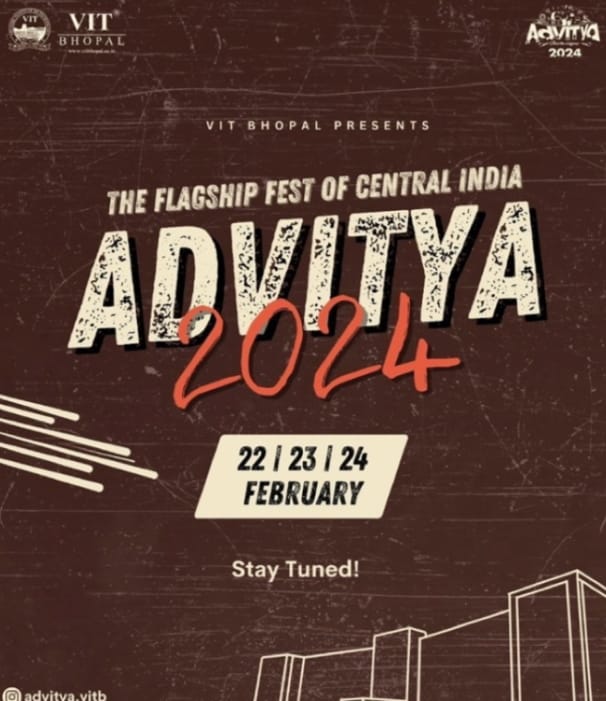 VIT
VIT
BHOPAL
Advitya
2024
VIT BHOPAL PRESENTS
THE FLAGSHIP FEST OF CENTRAL INDIA
ADVITYA
2024
22 | 23 | 24
FEBRUARY
Stay Tuned!
advitya.vitb